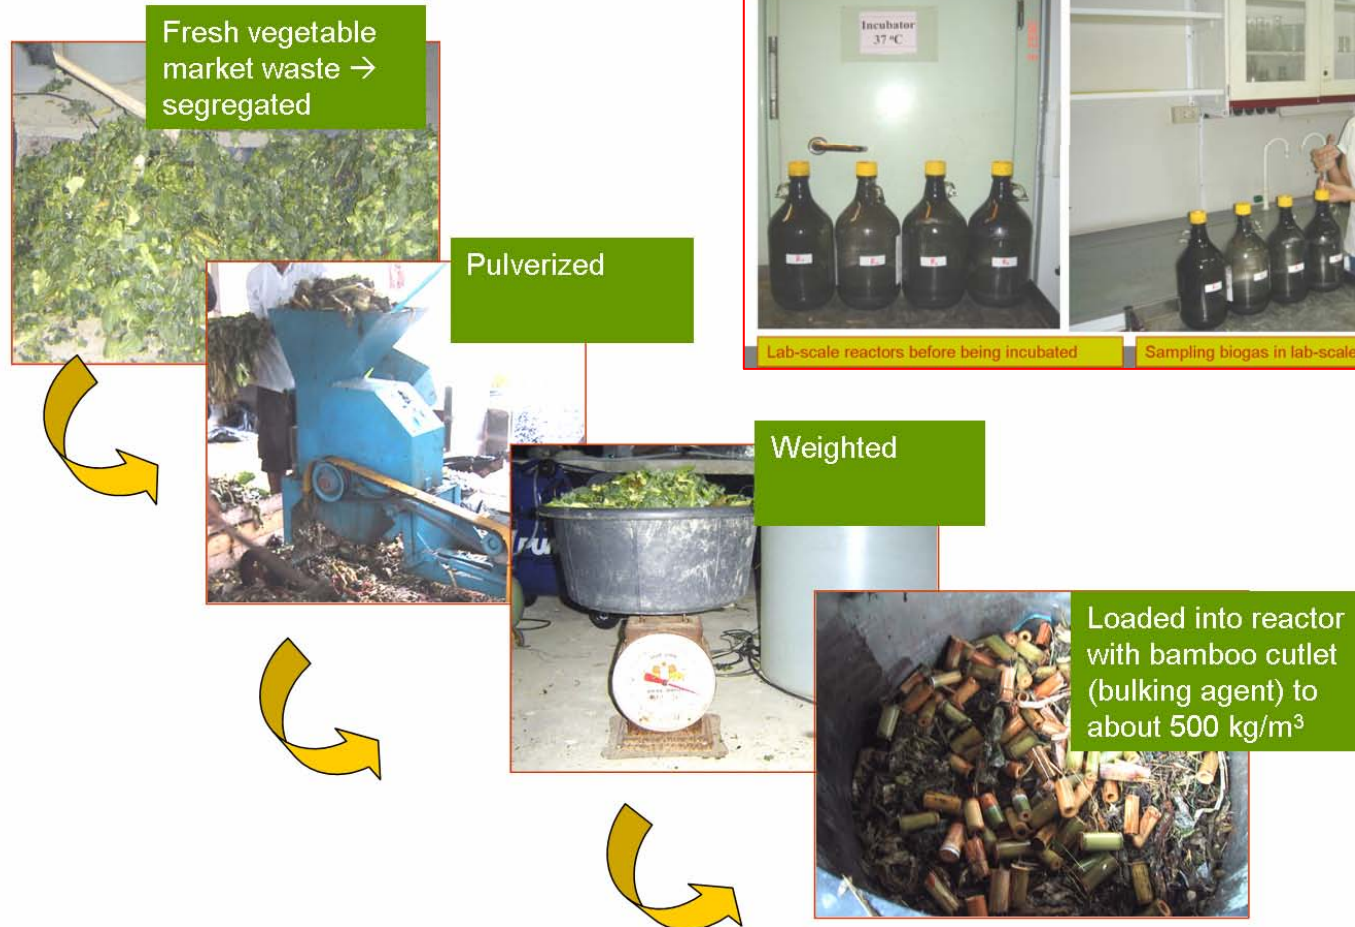 Fresh vegetable
market waste →
segregated
Pulverized
Weighted
Loaded into reactor
with bamboo cutlet
(bulking agent) to
about 500 kg/m³
Incubator
37 °C
Lab-scale reactors before being incubated
Sampling biogas in lab-scale